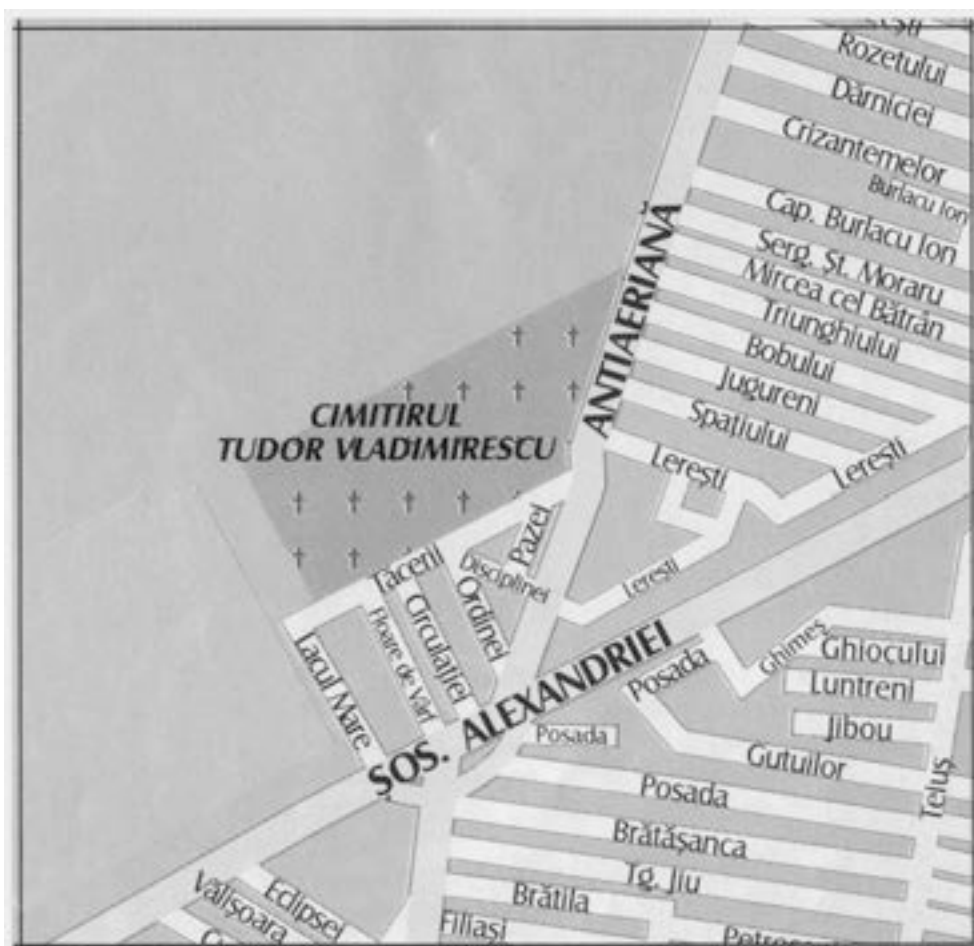 Rozetului
Dărniciei
Crizantemelor
Burlacu Ion
Cap. Burlacu Ion
Serg. Șt. Moraru
Mircea cel Bătrân
Triunghiului
Bobului
Jugureni
Spațiului
Lerești
Lerești
Lerești
ANTIAERIANĂ
CIMITIRUL
TUDOR VLADIMIRESCU
Pazei
Disciplinei
Tăcerii
Ordinei
Circulației
Floare de Vârf
Lacul Mare
ȘOS. ALEXANDRIEI
Posada
Ghimeș
Ghiocului
Luntreni
Jibou
Gutuilor
Posada
Posada
Teluș
Brătășanca
Tg. Jiu
Brătila
Filiași
Eclipsei
Vălișoara